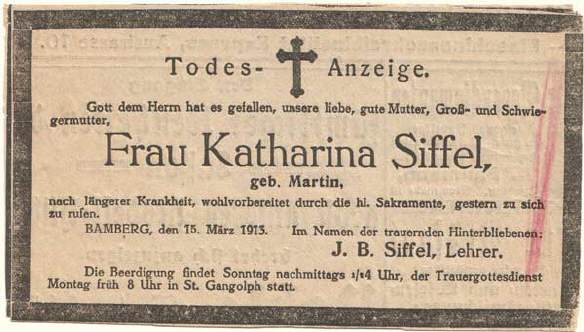 Todes-Anzeige.
Gott dem Herrn hat es gefallen, unsere liebe, gute Mutter, Groß- und Schwie-
germutter,
Frau Katharina Siffel,
geb. Martin,
nach längerer Krankheit, wohlvorbereitet durch die hl. Sakramente, gestern zu sich
zu rufen.
BAMBERG, den 15. März 1913. Im Namen der trauernden Hinterbliebenen:
J. B. Siffel, Lehrer.
Die Beerdigung findet Sonntag nachmittags 1/24 Uhr, der Trauergottesdienst
Montag früh 8 Uhr in St. Gangolph statt.